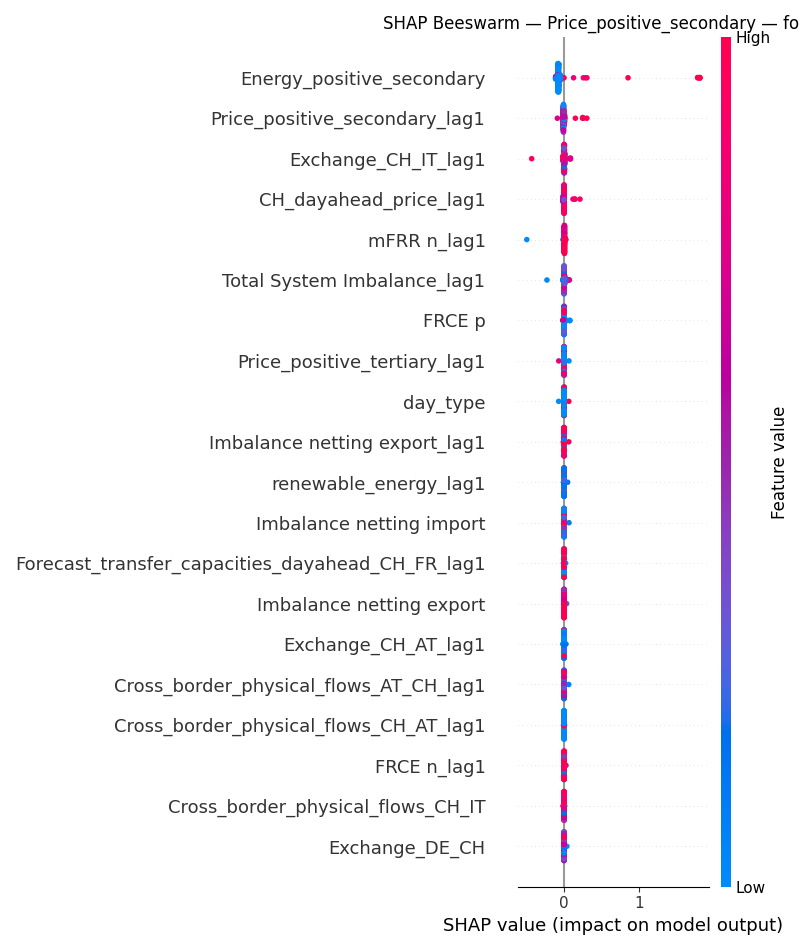 SHAP Beeswarm — Price_positive_secondary — fo
High
Energy_positive_secondary
Price_positive_secondary_lag1
Exchange_CH_IT_lag1
CH_dayahead_price_lag1
mFRR n_lag1
Total System Imbalance_lag1
FRCE p
Price_positive_tertiary_lag1
day_type
Imbalance netting export_lag1
renewable_energy_lag1
Imbalance netting import
Forecast_transfer_capacities_dayahead_CH_FR_lag1
Imbalance netting export
Exchange_CH_AT_lag1
Cross_border_physical_flows_AT_CH_lag1
Cross_border_physical_flows_CH_AT_lag1
FRCE n_lag1
Cross_border_physical_flows_CH_IT
Exchange_DE_CH
Feature value
Low
0 1
SHAP value (impact on model output)